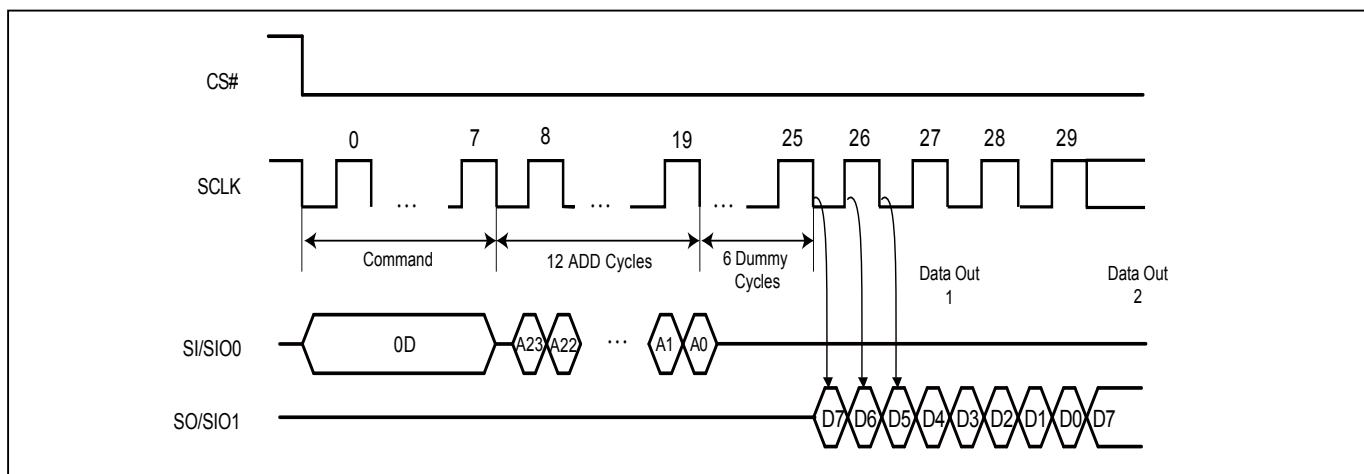 CS#
0 7 8 19 25 26 27 28 29
SCLK
... ... ...
Command
12 ADD Cycles
6 Dummy
Cycles
Data Out
1
Data Out
2
SI/SIO0
0D
A23 A22 ... A1 A0
SO/SIO1
D7 D6 D5 D4 D3 D2 D1 D0 D7